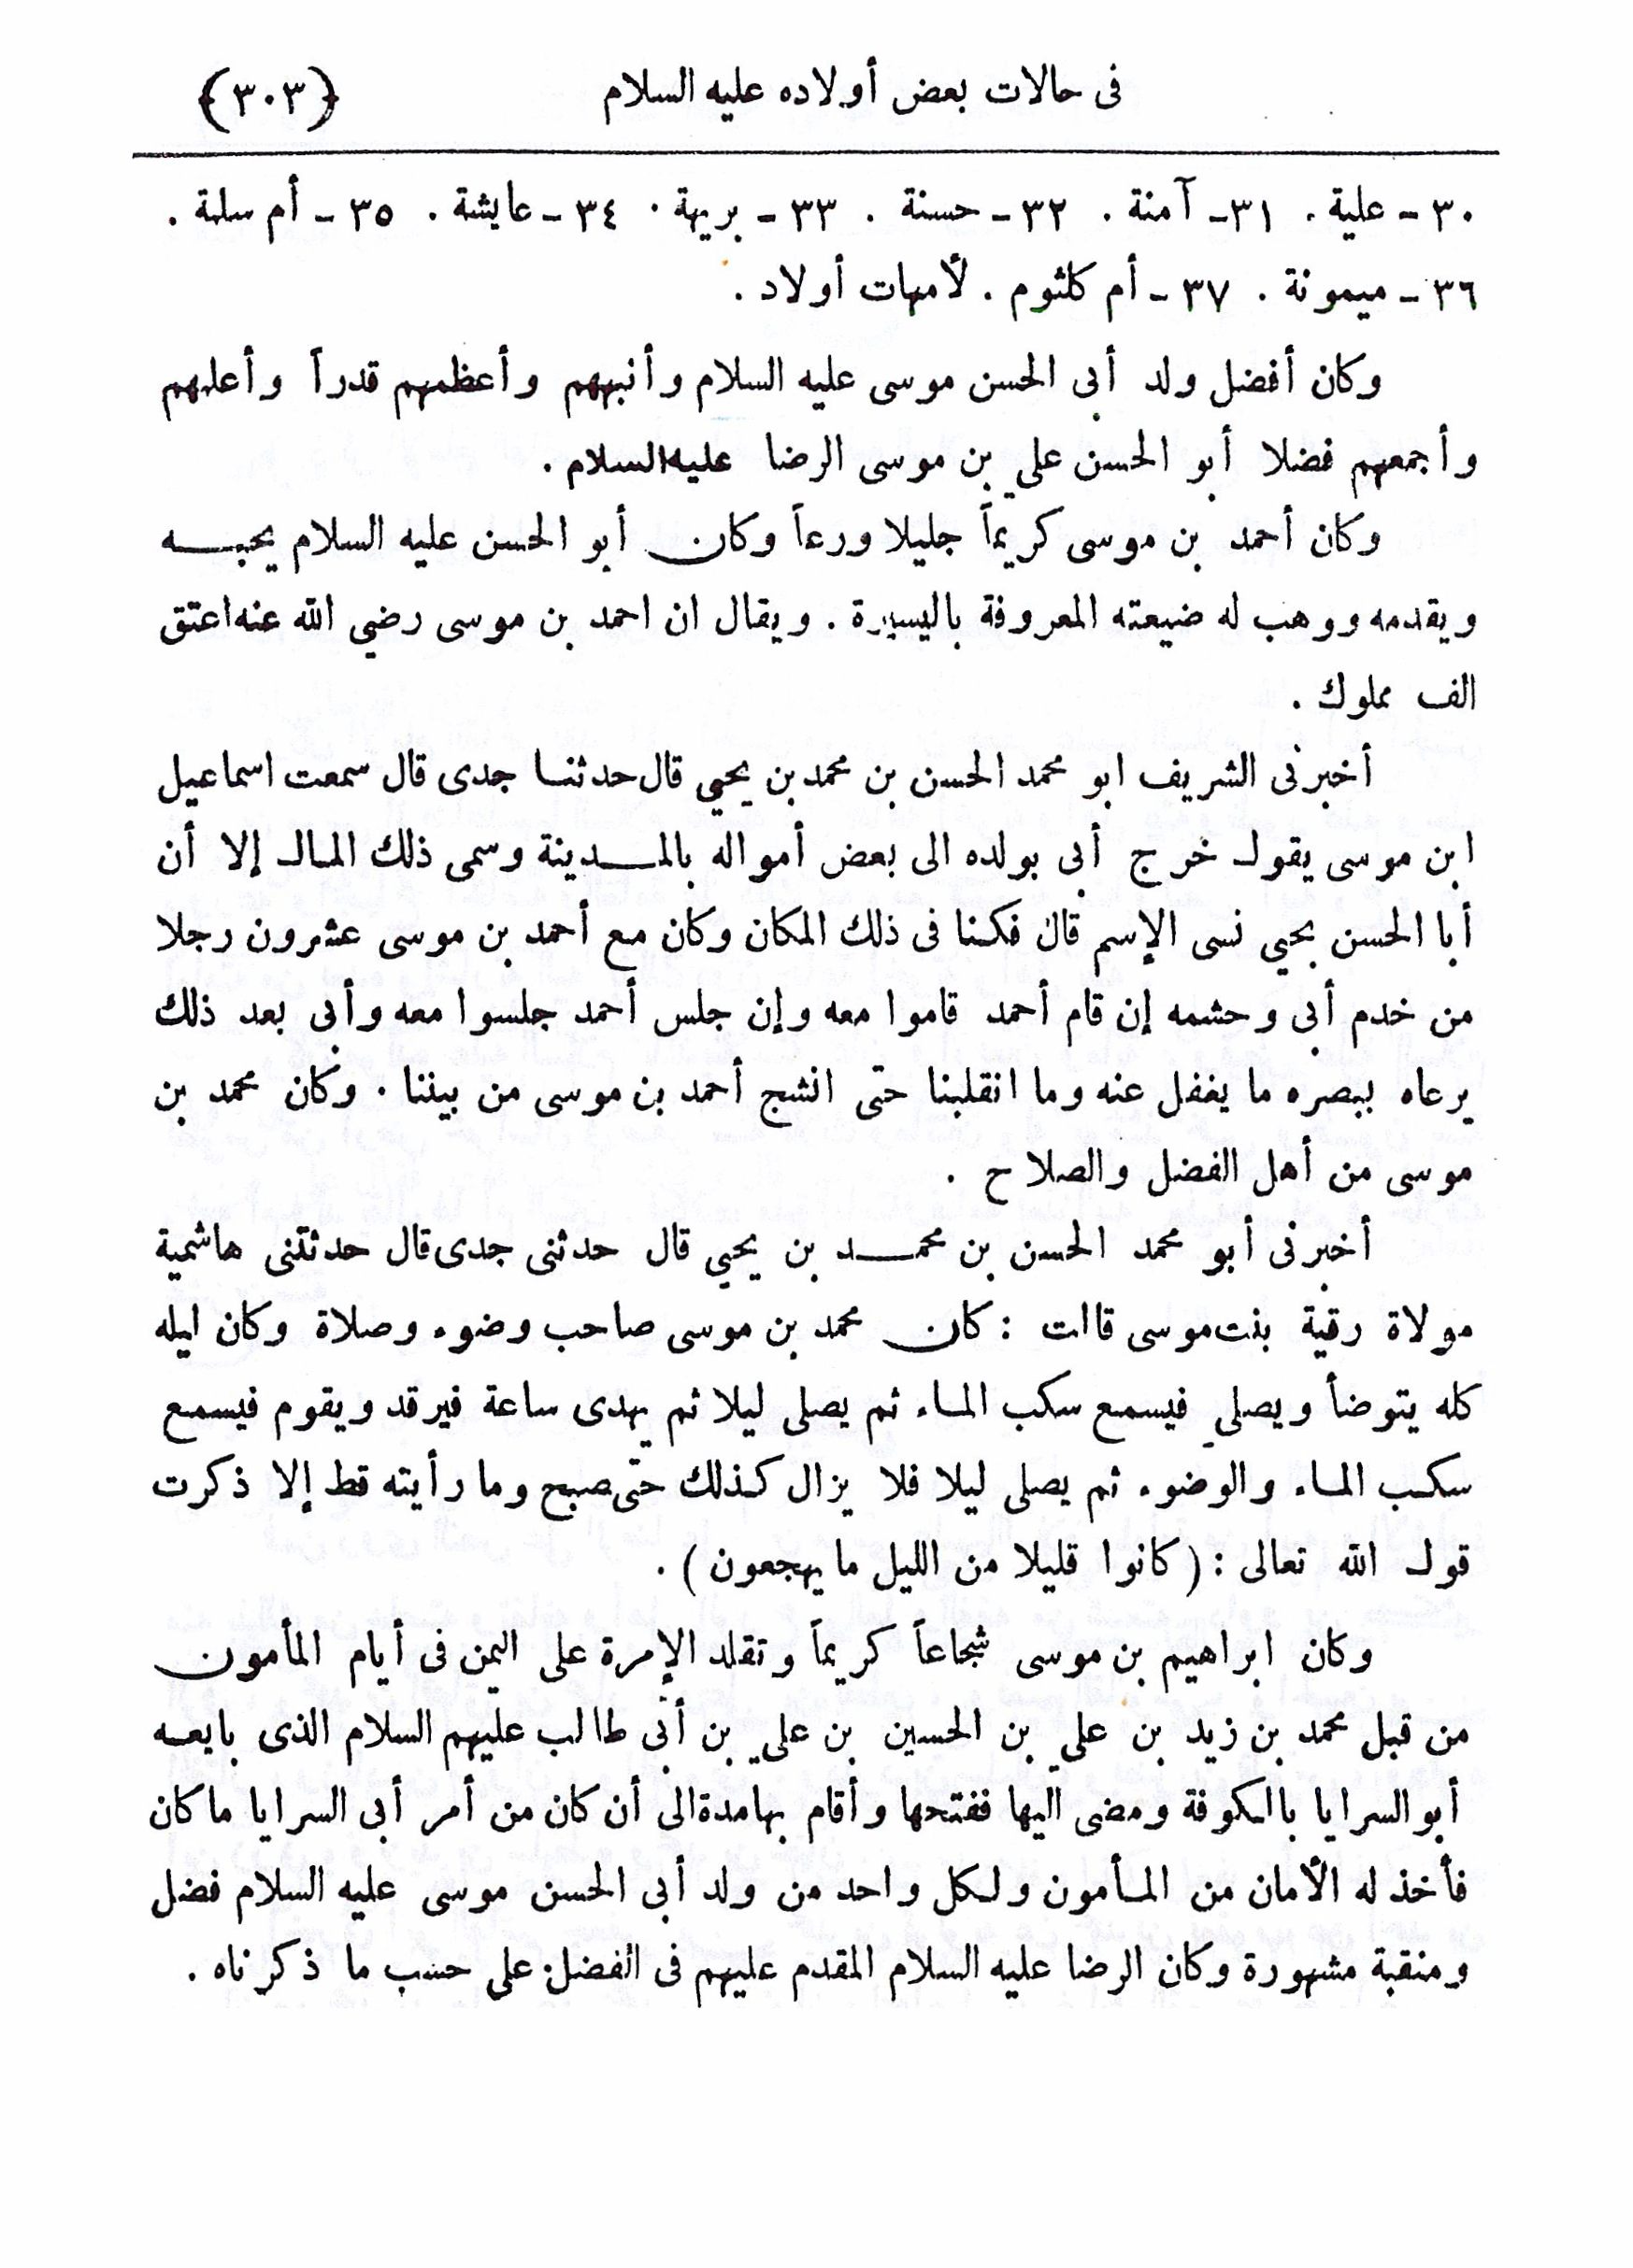 فى حالات بعض أولاده عليه السلام ﴿٣٠٣﴾
٣٠ - علية . ٣١ - آمنة . ٣٢ - حسنة . ٣٣ - بريهة . ٣٤ - عايشة . ٣٥ - أم سلمة .
٣٦ - ميمونة . ٣٧ - أم كلثوم . لأمهات أولاد .
وكان أفضل ولد أبى الحسن موسى عليه السلام وأنبههم وأعظمهم قدراً وأعلمهم
وأجمعهم فضلا أبو الحسن علي بن موسى الرضا عليه السلام .
وكان أحمد بن موسى كريماً جليلا ورعاً وكان أبو الحسن عليه السلام يحبــه
ويقدمه ووهب له ضيعته المعروفة باليسيرة . ويقال ان احمد بن موسى رضي الله عنه اعتق
الف مملوك .
أخبرنى الشريف ابو محمد الحسن بن محمد بن يحيي قال حدثنا جدى قال سمعت اسماعيل
ابن موسى يقول خرج أبى بولده الى بعض أمواله بالمــدينة وسمى ذلك المال إلا أن
أبا الحسن يحيي نسى الإسم قال فكنا فى ذلك المكان وكان مع أحمد بن موسى عشرون رجلا
من خدم أبى وحشمه إن قام أحمد قاموا معه وإن جلس أحمد جلسوا معه وأبى بعد ذلك
يرعاه ببصره ما يغفل عنه وما انقلبنا حتى انشج أحمد بن موسى من بيننا . وكان محمد بن
موسى من أهل الفضل والصلاح .
أخبرنى أبو محمد الحسن بن محمــد بن يحيي قال حدثنى جدى قال حدثتنى هاشمية
مولاة رقية بنت موسى قالت : كان محمد بن موسى صاحب وضوء وصلاة وكان ليله
كله يتوضأ ويصلي فيسمع سكب الماء ثم يصلى ليلا ثم يهدى ساعة فيرقد ويقوم فيسمع
سكب الماء والوضوء ثم يصلى ليلا فلا يزال كذلك حتى صبح وما رأيته قط إلا ذكرت
قول الله تعالى : ( كانوا قليلا من الليل ما يهجعون ) .
وكان ابراهيم بن موسى شجاعاً كريماً وتقلد الإمرة على اليمن فى أيام المأمون
من قبل محمد بن زيد بن علي بن الحسين بن علي بن أبى طالب عليهم السلام الذى بايعه
أبو السرايا بالكوفة ومضى اليها ففتحها وأقام بها مدة الى أن كان من أمر أبى السرايا ما كان
فأخذ له الأمان من المأمون ولكل واحد من ولد أبى الحسن موسى عليه السلام فضل
ومنقبة مشهورة وكان الرضا عليه السلام المقدم عليهم فى الفضل على حسب ما ذكرناه .